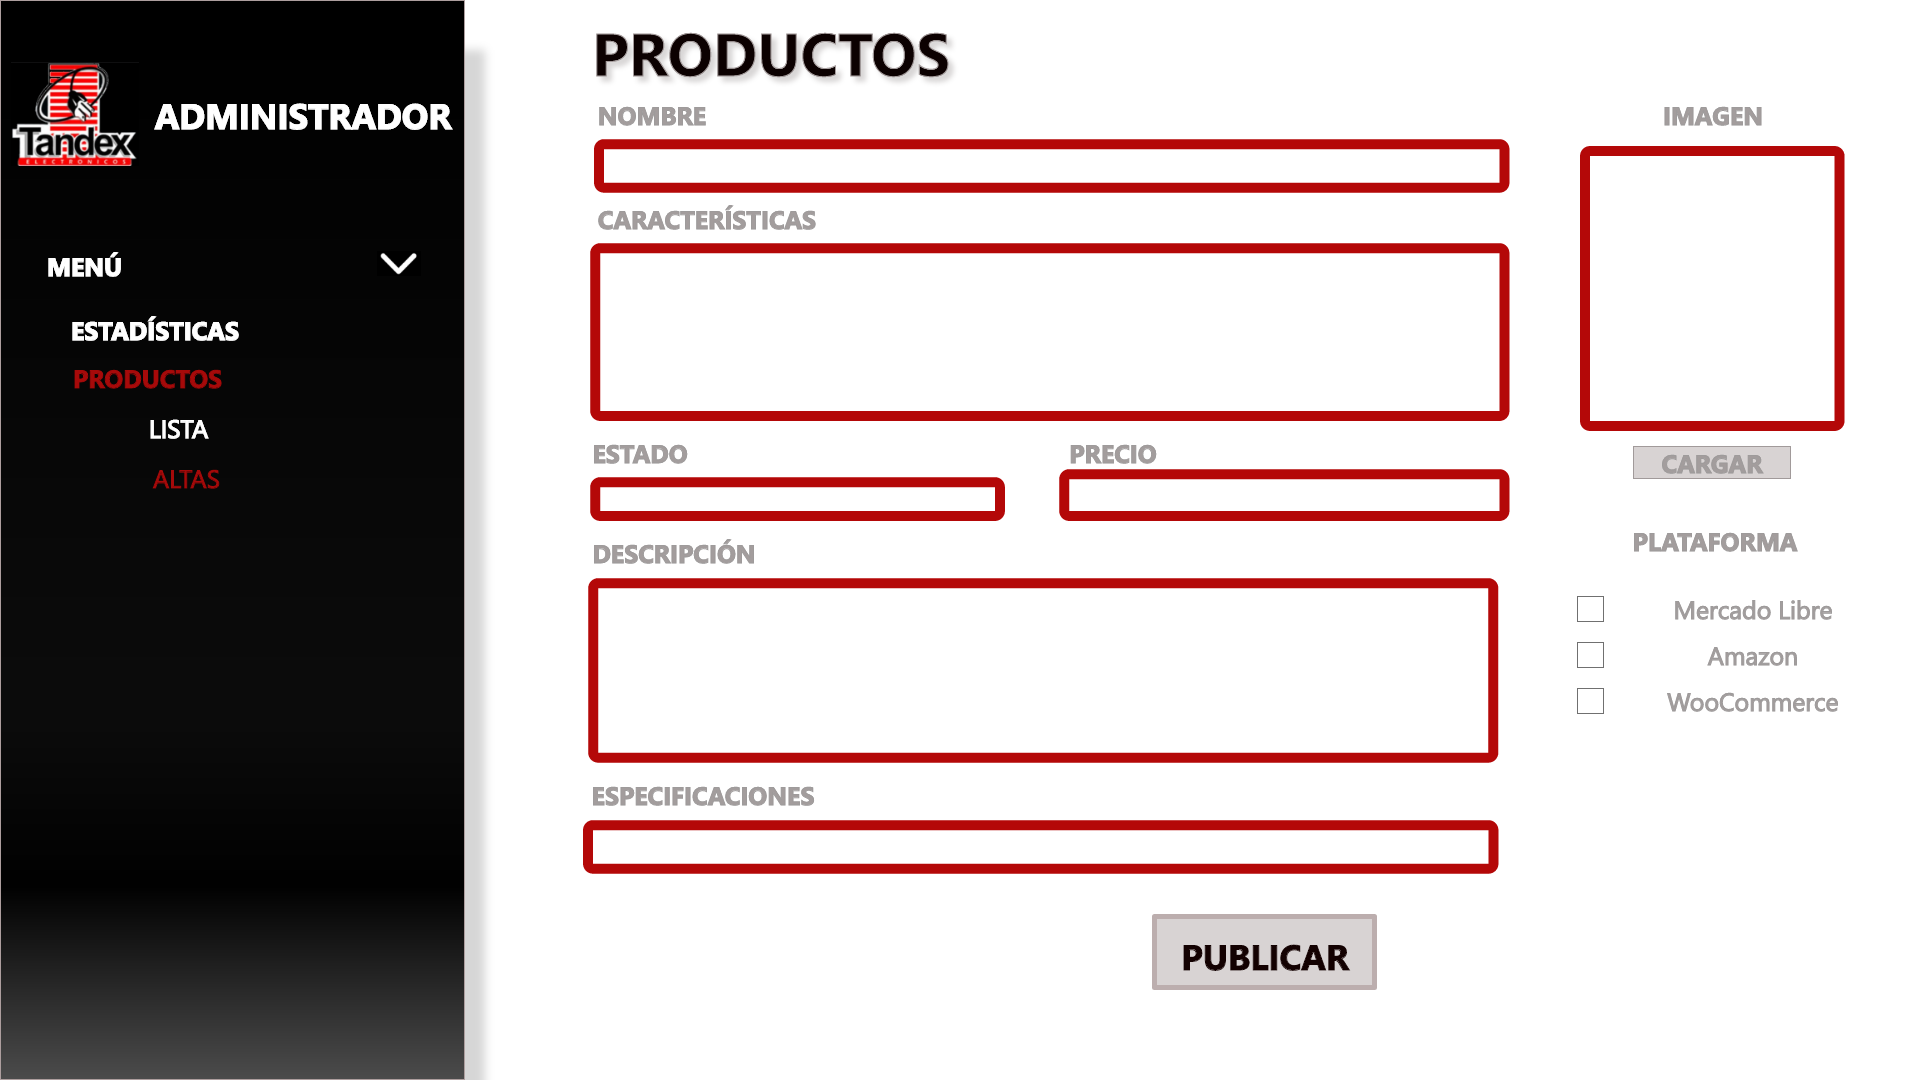 Tandex
ELECTRONICOS
ADMINISTRADOR
MENÚ
ESTADÍSTICAS
PRODUCTOS
LISTA
ALTAS
PRODUCTOS
NOMBRE
CARACTERÍSTICAS
ESTADO
PRECIO
DESCRIPCIÓN
ESPECIFICACIONES
PUBLICAR
IMAGEN
CARGAR
PLATAFORMA
Mercado Libre
Amazon
WooCommerce